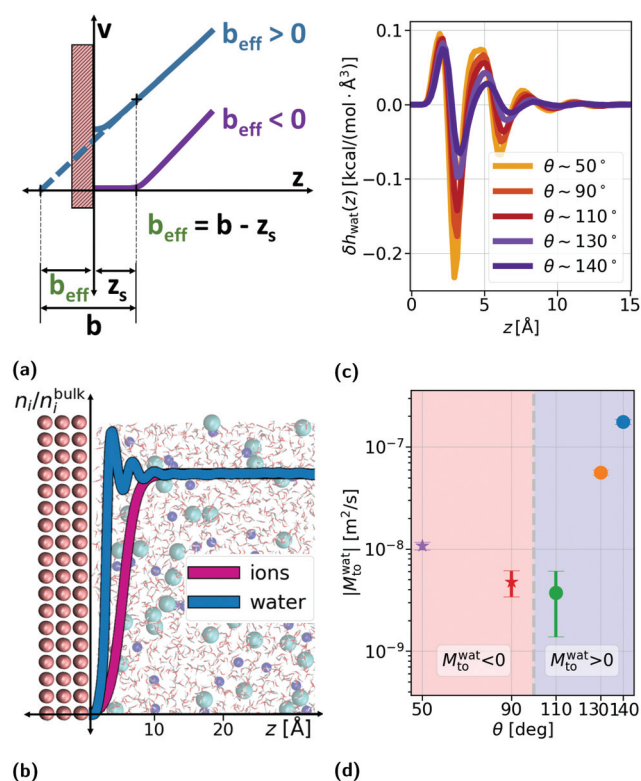 v
b_eff > 0
b_eff < 0
z
b_eff = b - z_s
b_eff
z_s
b
(a)
0.1
0.0
−0.1
−0.2
δh_wat(z) [kcal/(mol · Å³)]
θ ~ 50°
θ ~ 90°
θ ~ 110°
θ ~ 130°
θ ~ 140°
0
5
10
15
z [Å]
(c)
n_i/n_i^bulk
ions
water
10
20
z [Å]
(b)
10⁻⁷
10⁻⁸
10⁻⁹
|M_to^wat| [m²/s]
M_to^wat<0
M_to^wat>0
50
90
110
130
140
θ [deg]
(d)